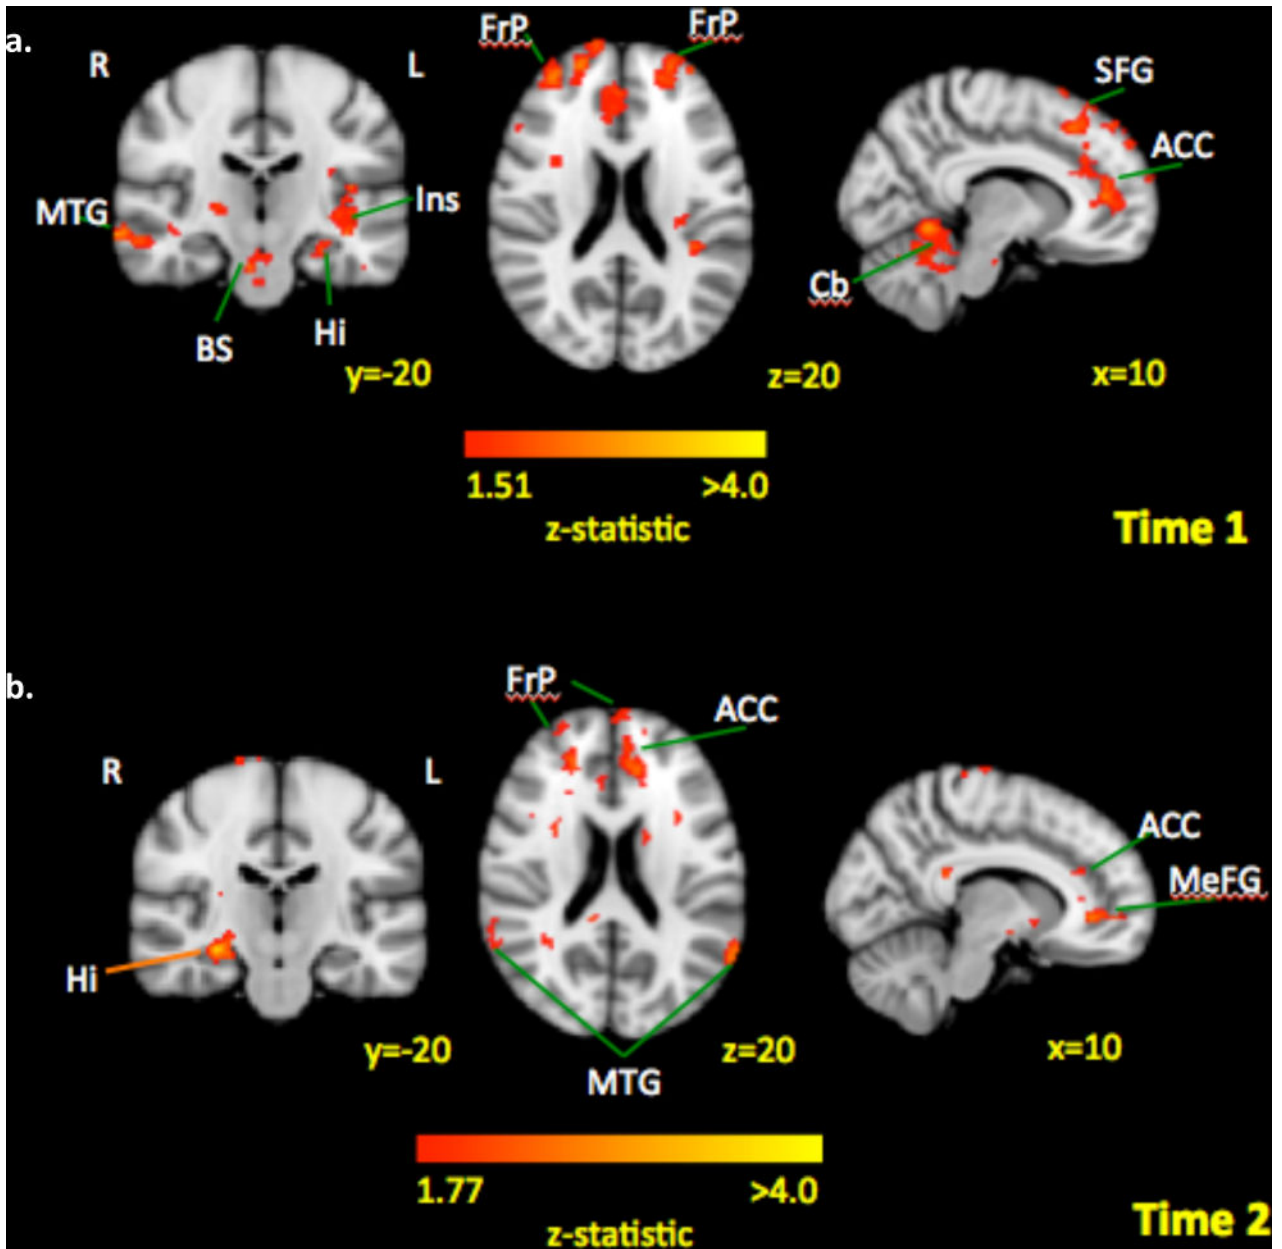 a.
R
L
FrP
FrP
SFG
ACC
MTG
Ins
Cb
BS
Hi
y=-20
z=20
x=10
1.51
>4.0
z-statistic
Time 1
b.
FrP
ACC
R
L
ACC
MeFG
Hi
y=-20
z=20
x=10
MTG
1.77
>4.0
z-statistic
Time 2